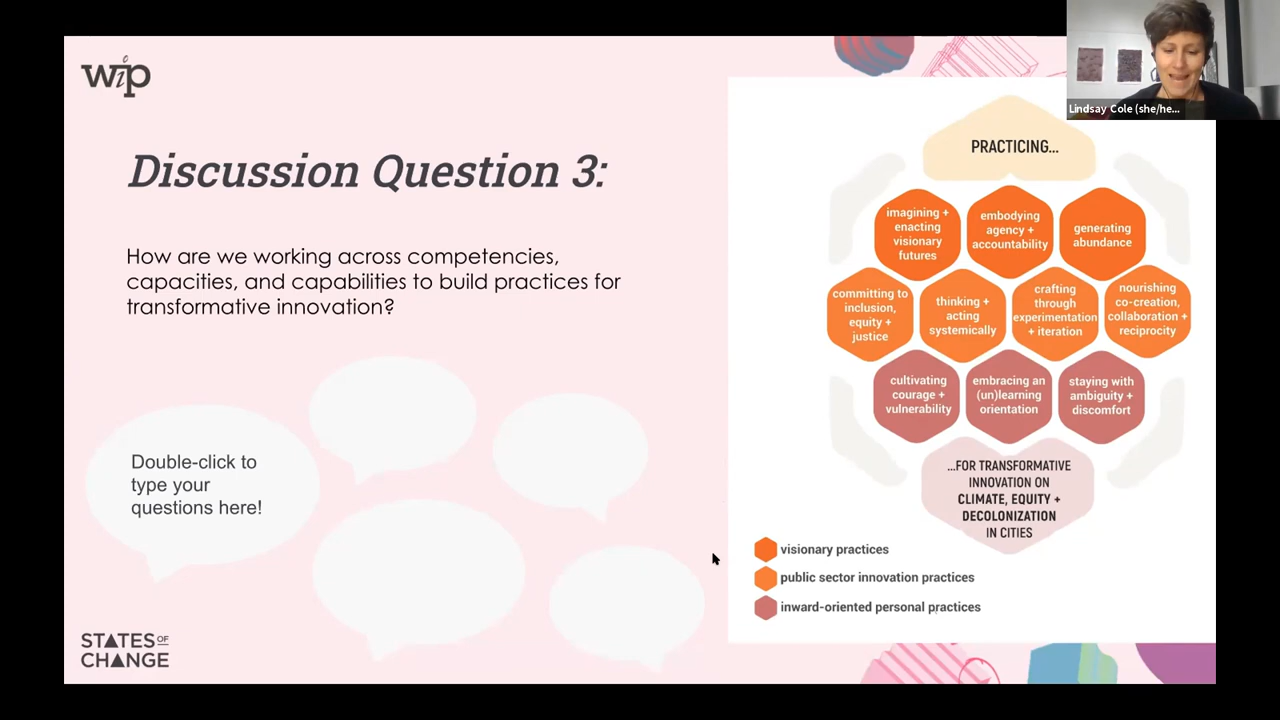 wip
Discussion Question 3:
How are we working across competencies,
capacities, and capabilities to build practices for
transformative innovation?
Double-click to
type your
questions here!
STATES OF
CHANGE
Lindsay Cole (she/he...
PRACTICING...
imagining +
enacting
visionary
futures
embodying
agency +
accountability
generating
abundance
committing to
inclusion,
equity +
justice
thinking +
acting
systemically
crafting
through
experimentation
+ iteration
nourishing
co-creation,
collaboration +
reciprocity
cultivating
courage +
vulnerability
embracing an
(un)learning
orientation
staying with
ambiguity +
discomfort
...FOR TRANSFORMATIVE
INNOVATION ON
CLIMATE, EQUITY +
DECOLONIZATION
IN CITIES
visionary practices
public sector innovation practices
inward-oriented personal practices